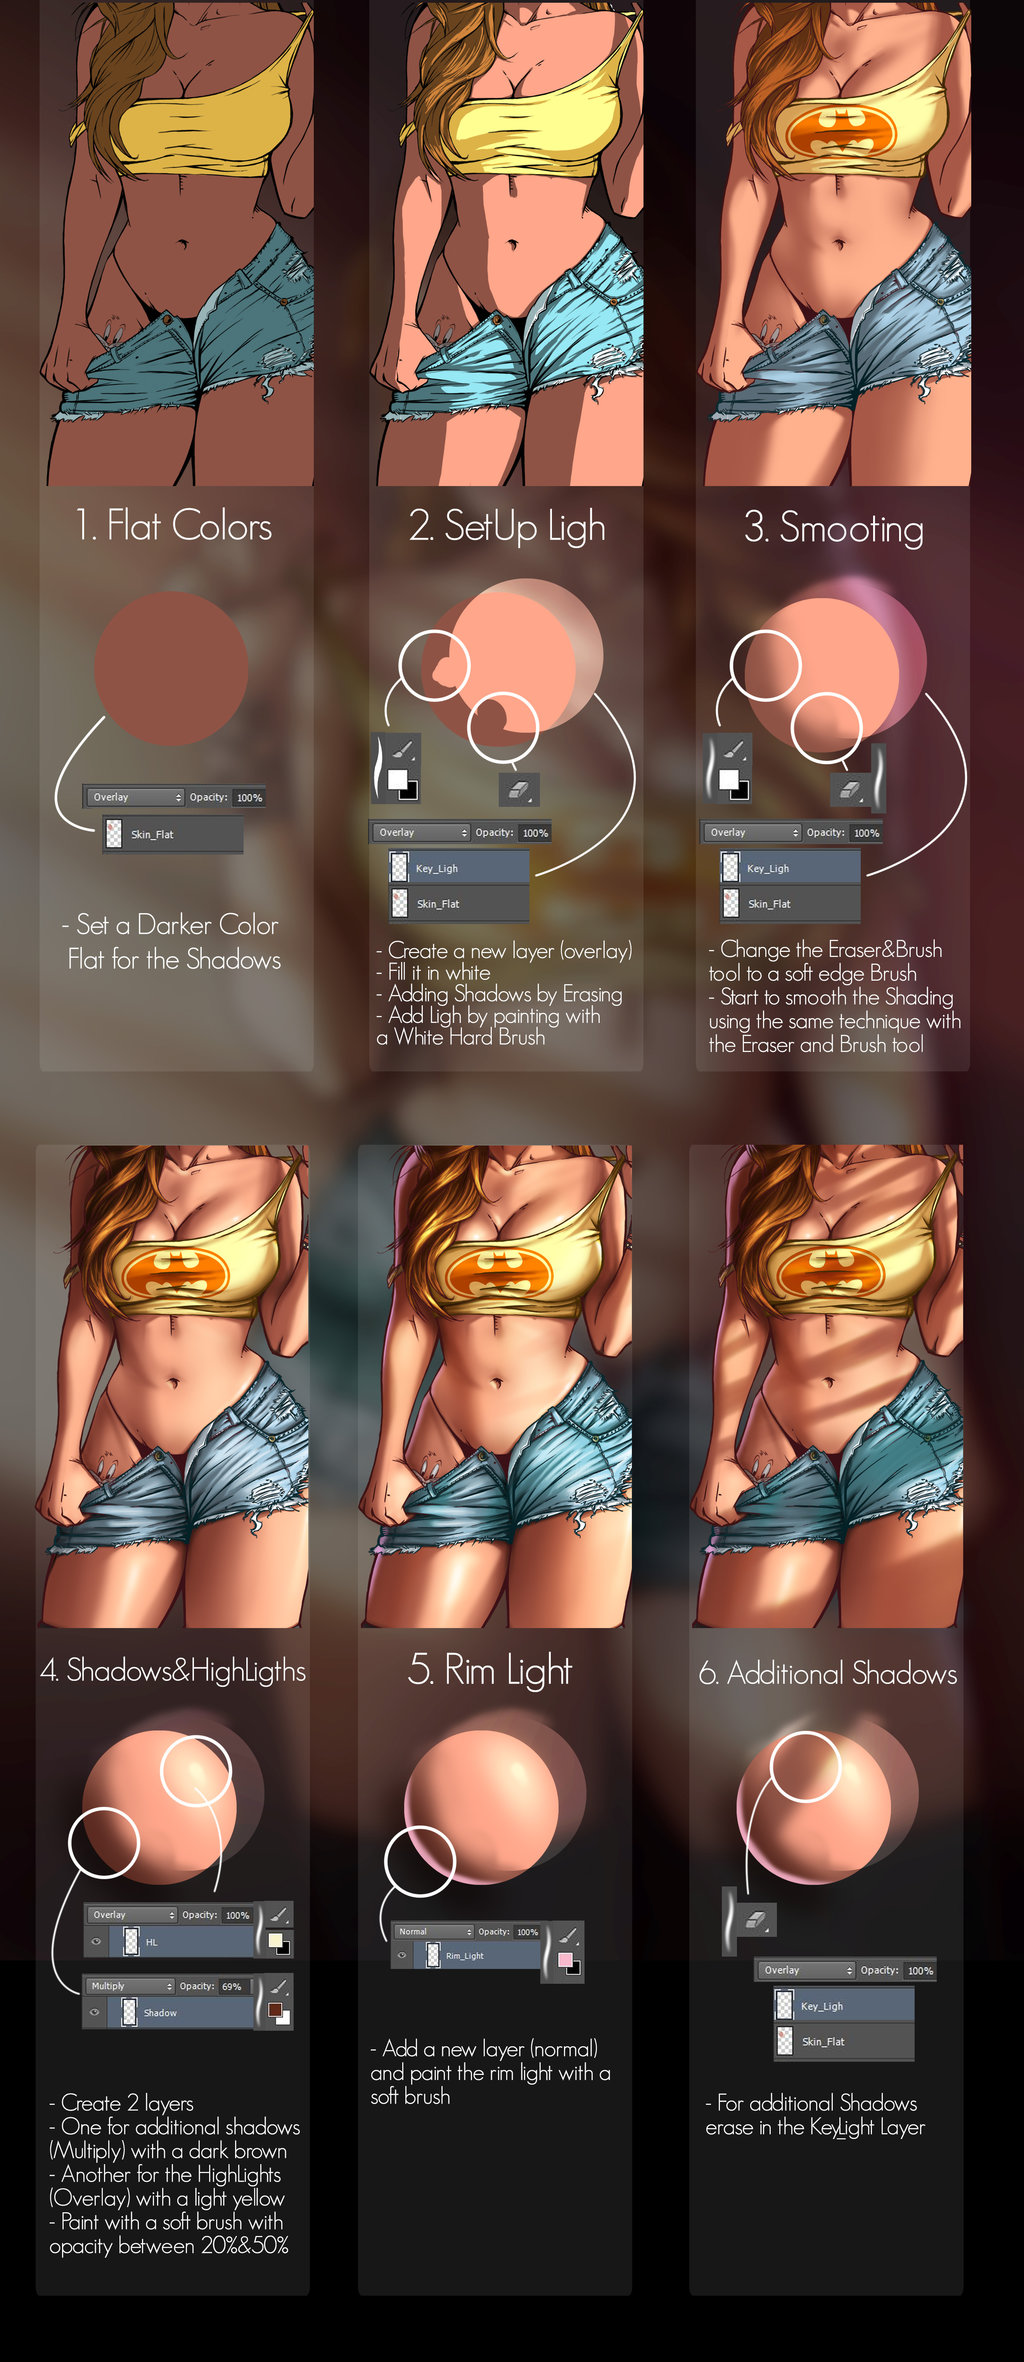 1. Flat Colors
Overlay Opacity: 100%
Skin_Flat
- Set a Darker Color
Flat for the Shadows
2. SetUp Ligh
Overlay Opacity: 100%
Key_Ligh
Skin_Flat
- Create a new layer (overlay)
- Fill it in white
- Adding Shadows by Erasing
- Add Ligh by painting with
a White Hard Brush
3. Smooting
Overlay Opacity: 100%
Key_Ligh
Skin_Flat
- Change the Eraser&Brush
tool to a soft edge Brush
- Start to smooth the Shading
using the same technique with
the Eraser and Brush tool
4. Shadows&HighLigths
Overlay Opacity: 100%
HL
Multiply Opacity: 69%
Shadow
- Create 2 layers
- One for additional shadows
(Multiply) with a dark brown
- Another for the HighLights
(Overlay) with a light yellow
- Paint with a soft brush with
opacity between 20%&50%
5. Rim Light
Normal Opacity: 100%
Rim_Light
- Add a new layer (normal)
and paint the rim light with a
soft brush
6. Additional Shadows
Overlay Opacity: 100%
Key_Ligh
Skin_Flat
- For additional Shadows
erase in the Key_Light Layer